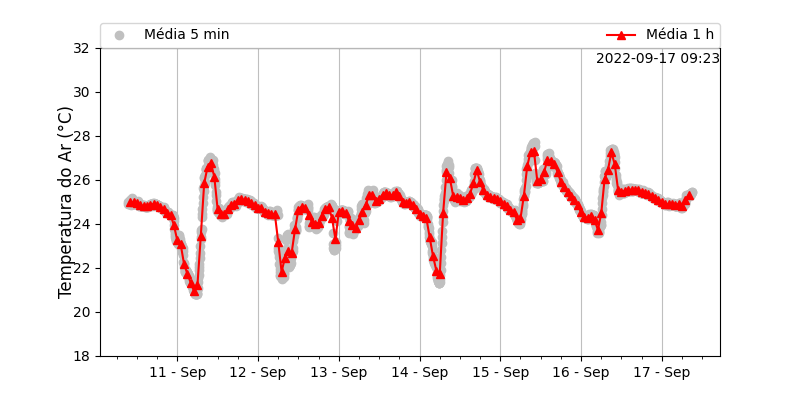 Média 5 min
Média 1 h
2022-09-17 09:23
Temperatura do Ar (°C)
32
30
28
26
24
22
20
18
11 - Sep
12 - Sep
13 - Sep
14 - Sep
15 - Sep
16 - Sep
17 - Sep